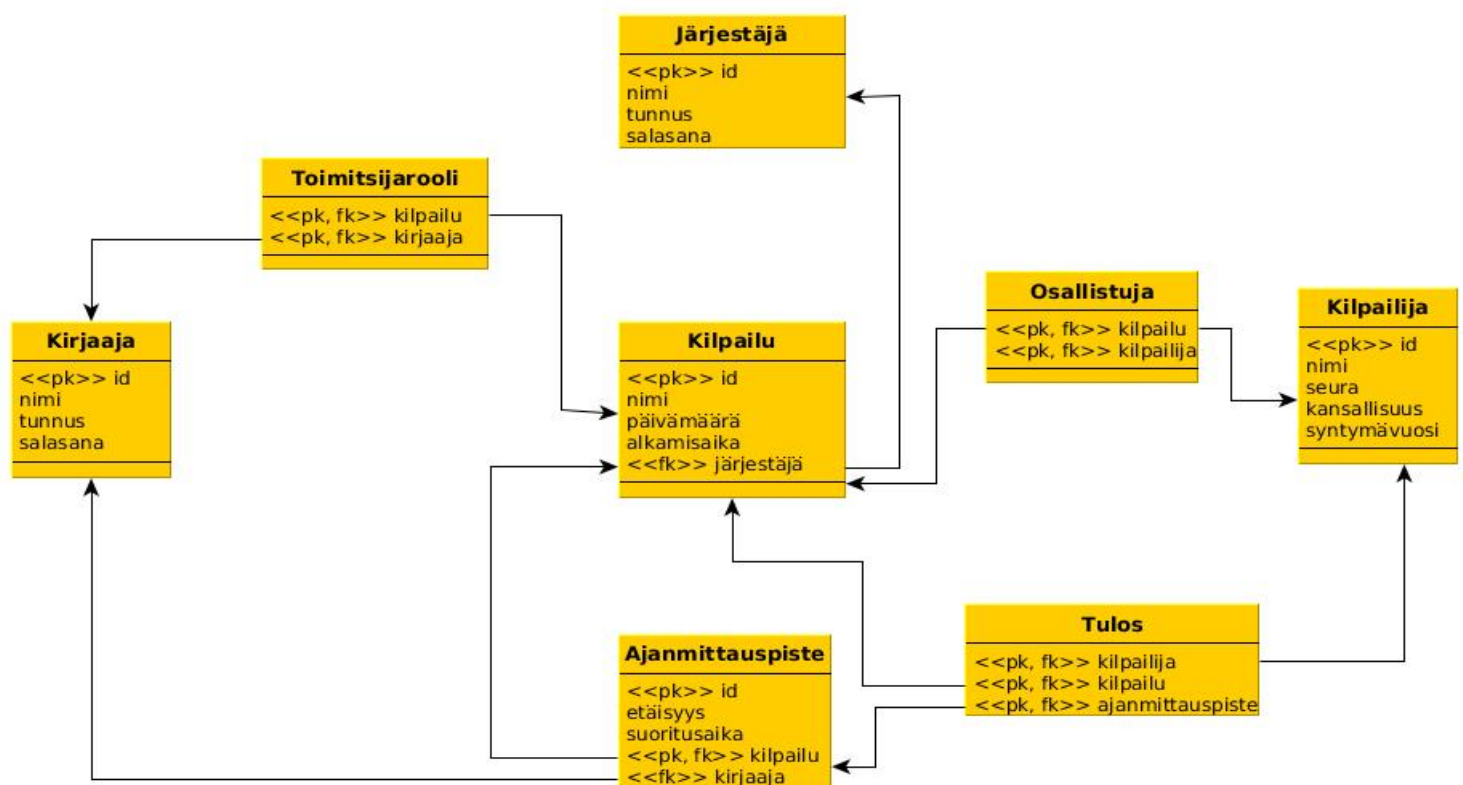 Järjestäjä
<<pk>> id
nimi
tunnus
salasana
Toimitsijarooli
<<pk, fk>> kilpailu
<<pk, fk>> kirjaaja
Kirjaaja
<<pk>> id
nimi
tunnus
salasana
Kilpailu
<<pk>> id
nimi
päivämäärä
alkamisaika
<<fk>> järjestäjä
Osallistuja
<<pk, fk>> kilpailu
<<pk, fk>> kilpailija
Kilpailija
<<pk>> id
nimi
seura
kansallisuus
syntymävuosi
Ajanmittauspiste
<<pk>> id
etäisyys
suoritusaika
<<pk, fk>> kilpailu
<<fk>> kirjaaja
Tulos
<<pk, fk>> kilpailija
<<pk, fk>> kilpailu
<<pk, fk>> ajanmittauspiste